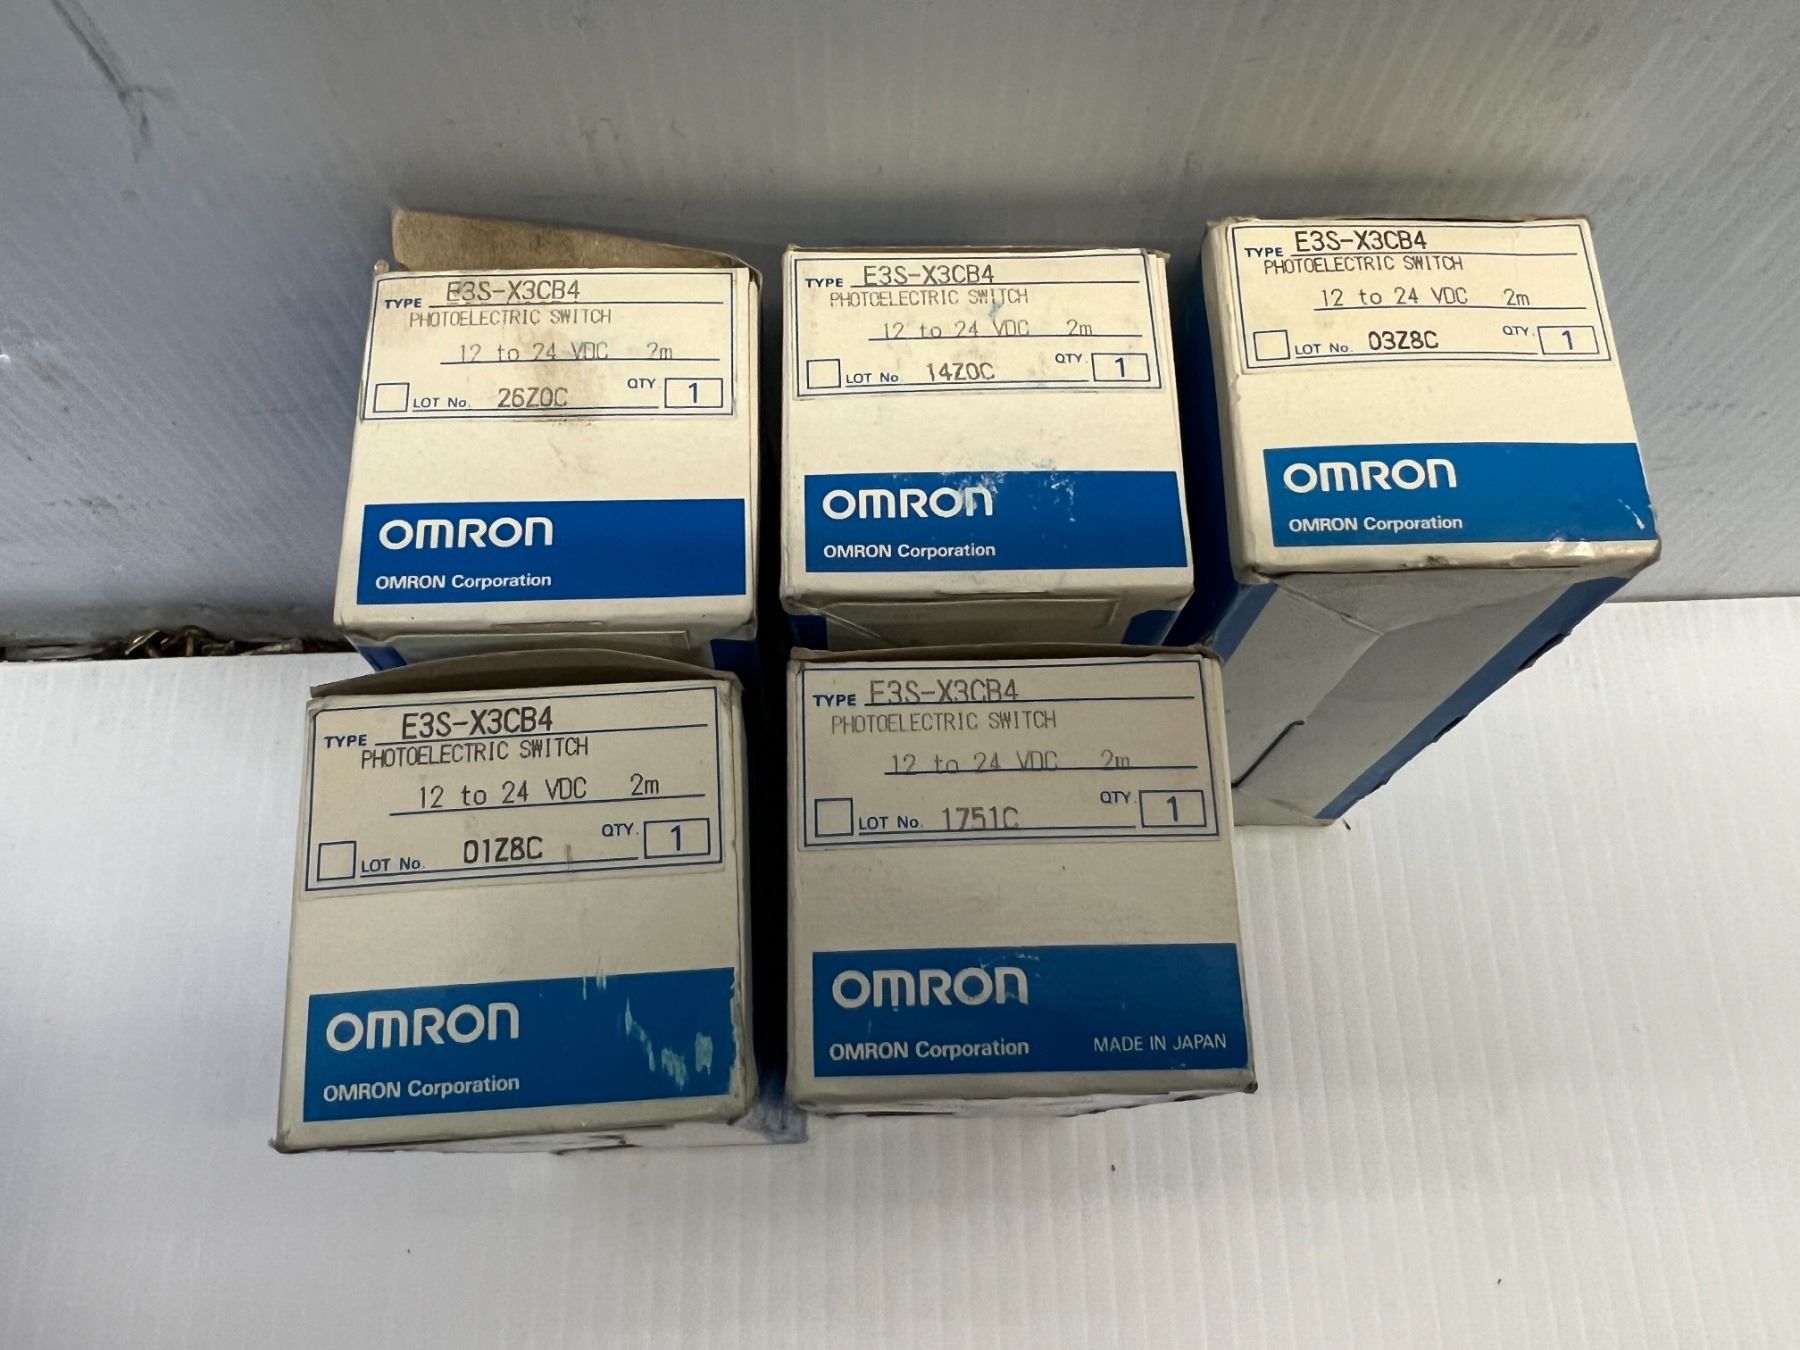 TYPE E3S-X3CB4
PHOTOELECTRIC SWITCH
12 to 24 VDC 2m
LOT No. 26Z0C QTY. 1
OMRON
OMRON Corporation
TYPE E3S-X3CB4
PHOTOELECTRIC SWITCH
12 to 24 VDC 2m
LOT No. 14Z0C QTY. 1
OMRON
OMRON Corporation
TYPE E3S-X3CB4
PHOTOELECTRIC SWITCH
12 to 24 VDC 2m
LOT No. 03Z8C QTY. 1
OMRON
OMRON Corporation
TYPE E3S-X3CB4
PHOTOELECTRIC SWITCH
12 to 24 VDC 2m
LOT No. 01Z8C QTY. 1
OMRON
OMRON Corporation
TYPE E3S-X3CB4
PHOTOELECTRIC SWITCH
12 to 24 VDC 2m
LOT No. 1751C QTY. 1
OMRON
OMRON Corporation MADE IN JAPAN